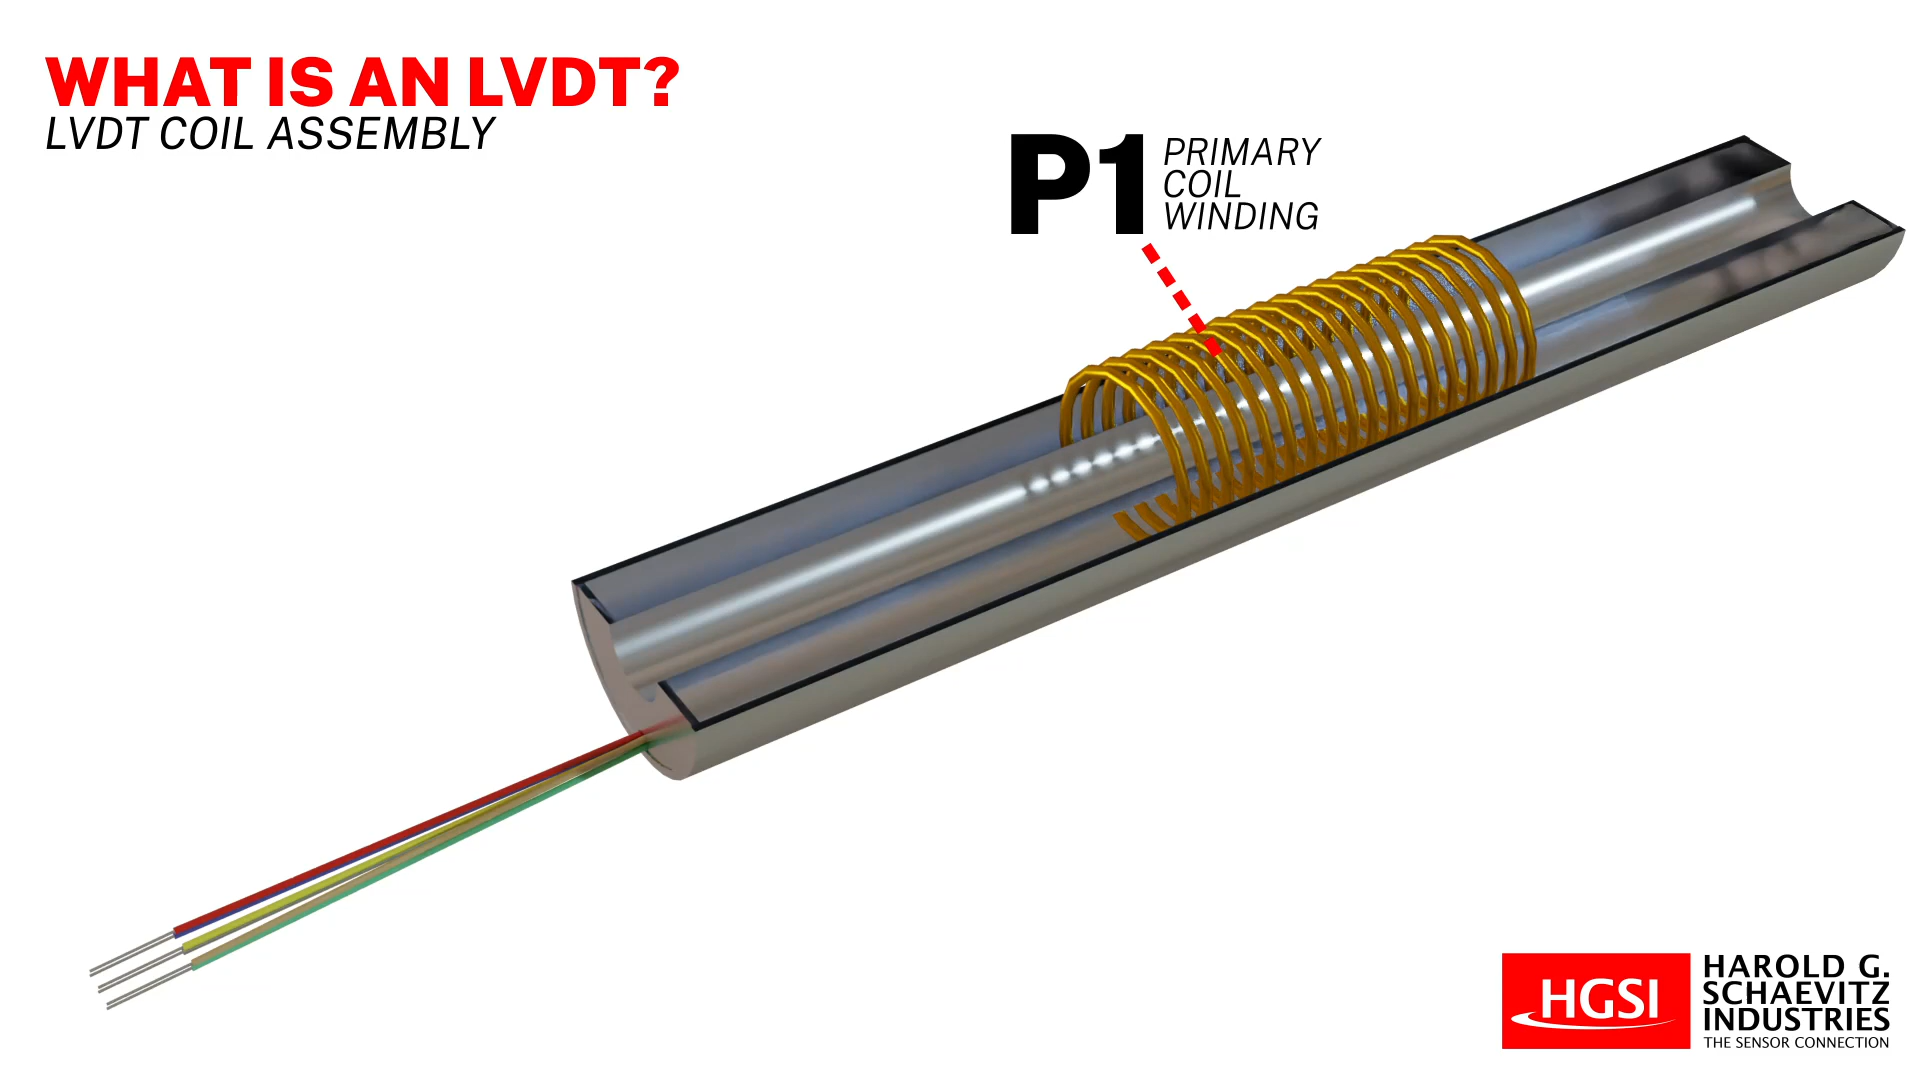 WHAT IS AN LVDT?
LVDT COIL ASSEMBLY
P1
PRIMARY
COIL
WINDING
HGSI
HAROLD G.
SCHAEVITZ
INDUSTRIES
THE SENSOR CONNECTION